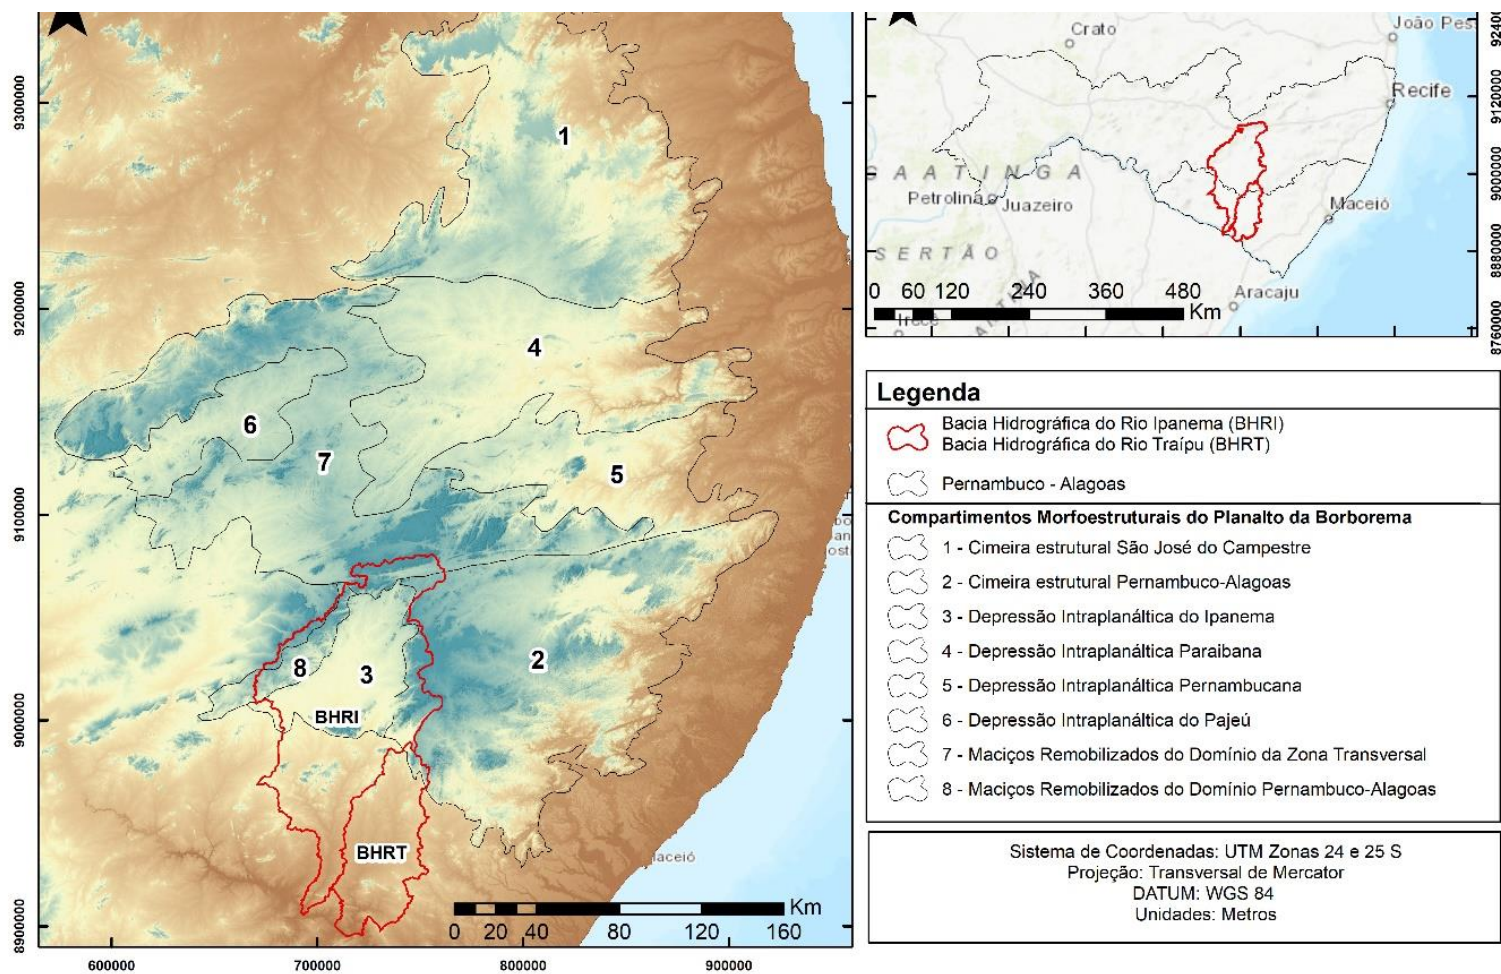 9300000
9200000
9100000
9000000
8900000
600000
700000
800000
900000
1
4
6
7
5
2
8
3
BHRI
BHRT
Km
0 20 40 80 120 160
Crato
Recife
CAATINGA
Petrolina
Juazeiro
Maceió
SERTÃO
Aracaju
0 60 120 240 360 480
Km
9120000
9000000
8880000
8760000
Legenda
Bacia Hidrográfica do Rio Ipanema (BHRI)
Bacia Hidrográfica do Rio Traípu (BHRT)
Pernambuco - Alagoas
Compartimentos Morfoestruturais do Planalto da Borborema
1 - Cimeira estrutural São José do Campestre
2 - Cimeira estrutural Pernambuco-Alagoas
3 - Depressão Intraplanáltica do Ipanema
4 - Depressão Intraplanáltica Paraibana
5 - Depressão Intraplanáltica Pernambucana
6 - Depressão Intraplanáltica do Pajeú
7 - Maciços Remobilizados do Domínio da Zona Transversal
8 - Maciços Remobilizados do Domínio Pernambuco-Alagoas
Sistema de Coordenadas: UTM Zonas 24 e 25 S
Projeção: Transversal de Mercator
DATUM: WGS 84
Unidades: Metros